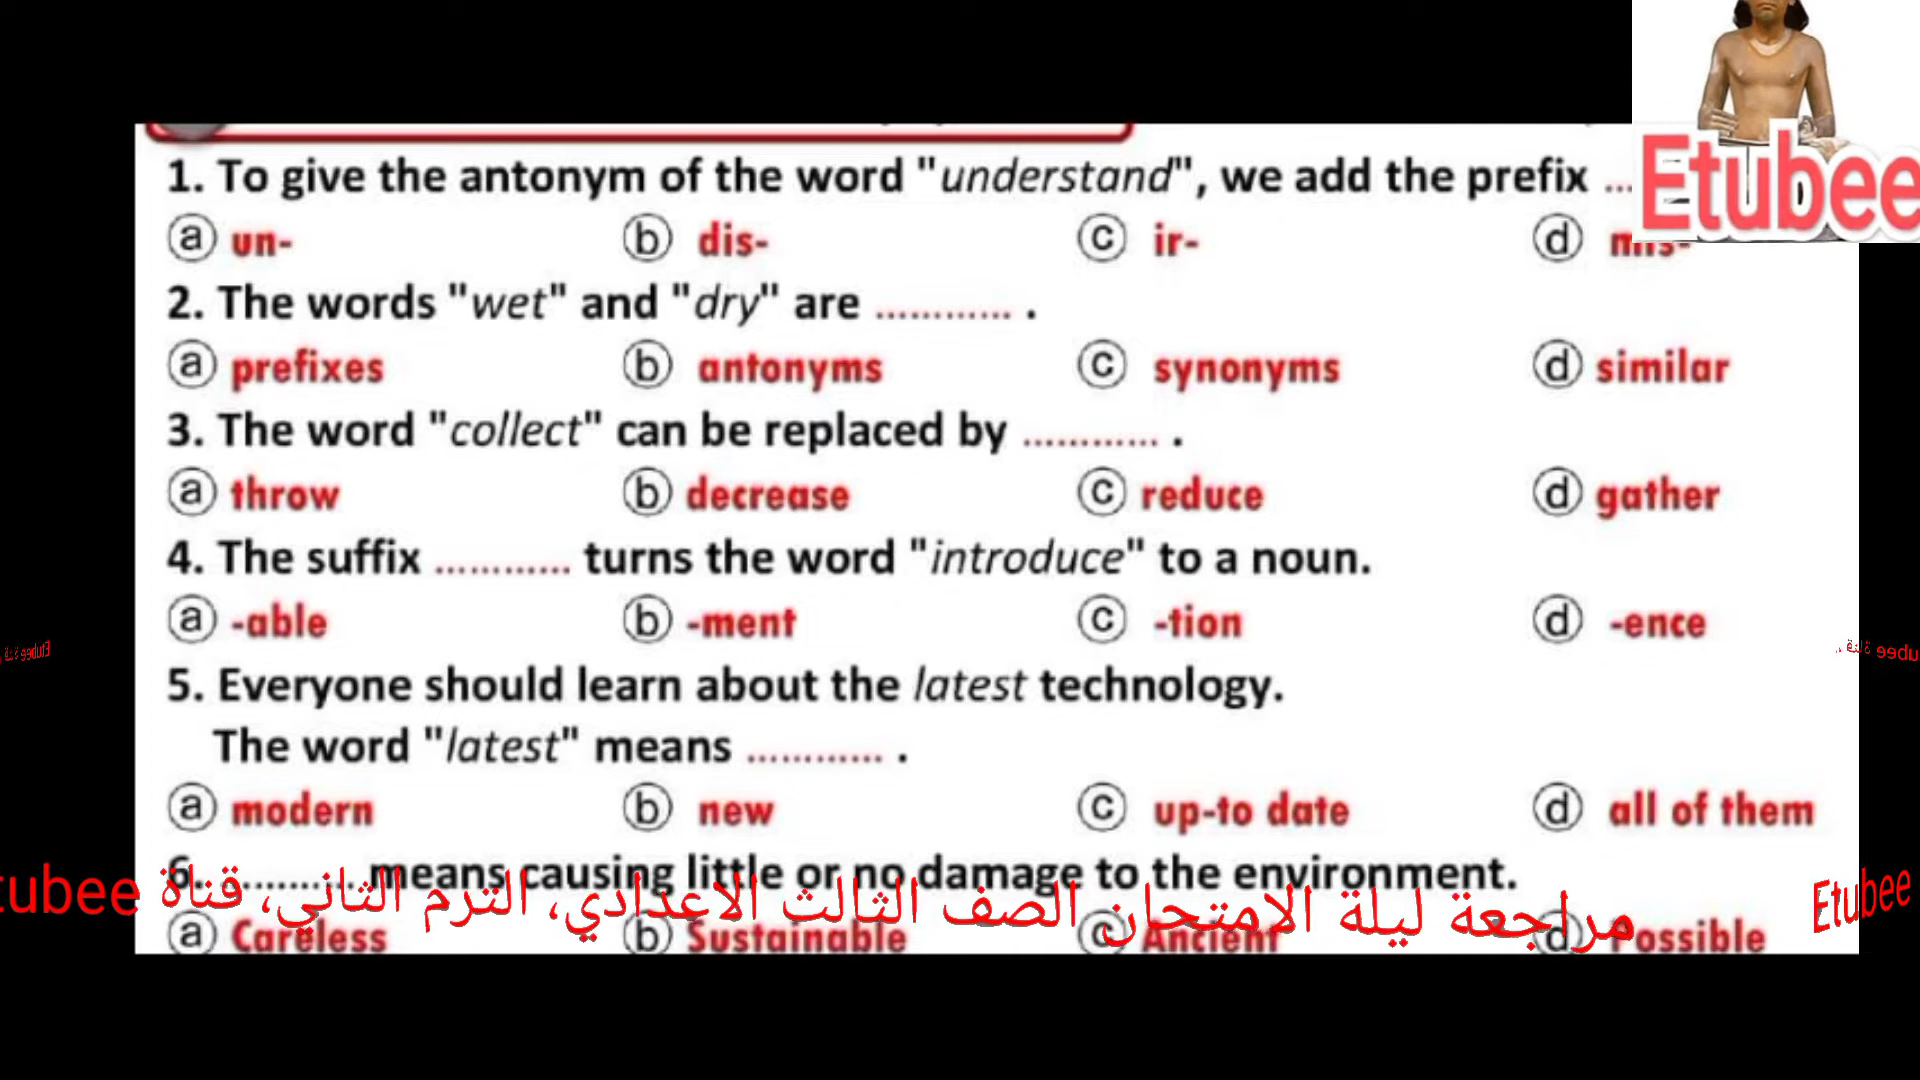 Etubee
1. To give the antonym of the word "understand", we add the prefix ...
ⓐ un- ⓑ dis- ⓒ ir- ⓓ mis-
2. The words "wet" and "dry" are ............ .
ⓐ prefixes ⓑ antonyms ⓒ synonyms ⓓ similar
3. The word "collect" can be replaced by ............ .
ⓐ throw ⓑ decrease ⓒ reduce ⓓ gather
4. The suffix ............ turns the word "introduce" to a noun.
ⓐ -able ⓑ -ment ⓒ -tion ⓓ -ence
5. Everyone should learn about the latest technology.
The word "latest" means ............ .
ⓐ modern ⓑ new ⓒ up-to date ⓓ all of them
6. ............ means causing little or no damage to the environment.
مراجعة ليلة الامتحان الصف الثالث الاعدادي، الترم الثاني، قناة tubee
Etubee
ⓐ Careless ⓑ Sustainable ⓒ Ancient ⓓ Possible